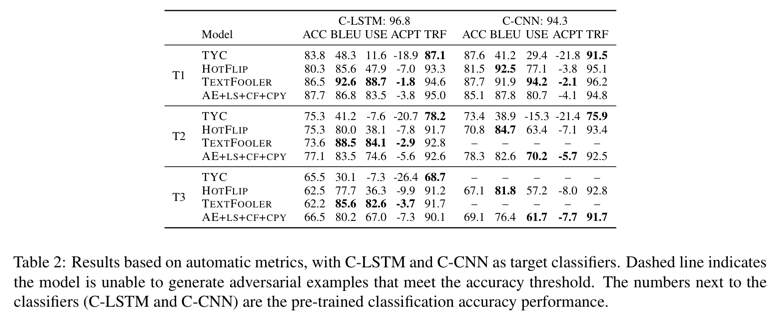 C-LSTM: 96.8 C-CNN: 94.3
Model ACC BLEU USE ACPT TRF ACC BLEU USE ACPT TRF
T1
TYC 83.8 48.3 11.6 -18.9 87.1 87.6 41.2 29.4 -21.8 91.5
HOTFLIP 80.3 85.6 47.9 -7.0 93.3 81.5 92.5 77.1 -3.8 95.1
TEXTFOOLER 86.5 92.6 88.7 -1.8 94.6 87.7 91.9 94.2 -2.1 96.2
AE+LS+CF+CPY 87.7 86.8 83.5 -3.8 95.0 85.1 87.8 80.7 -4.1 94.8
T2
TYC 75.3 41.2 -7.6 -20.7 78.2 73.4 38.9 -15.3 -21.4 75.9
HOTFLIP 75.3 80.0 38.1 -7.8 91.7 70.8 84.7 63.4 -7.1 93.4
TEXTFOOLER 73.6 88.5 84.1 -2.9 92.8 – – – – –
AE+LS+CF+CPY 77.1 83.5 74.6 -5.6 92.6 78.3 82.6 70.2 -5.7 92.5
T3
TYC 65.5 30.1 -7.3 -26.4 68.7 – – – – –
HOTFLIP 62.5 77.7 36.3 -9.9 91.2 67.1 81.8 57.2 -8.0 92.8
TEXTFOOLER 62.2 85.6 82.6 -3.7 91.7 – – – – –
AE+LS+CF+CPY 66.5 80.2 67.0 -7.3 90.1 69.1 76.4 61.7 -7.7 91.7
Table 2: Results based on automatic metrics, with C-LSTM and C-CNN as target classifiers. Dashed line indicates
the model is unable to generate adversarial examples that meet the accuracy threshold. The numbers next to the
classifiers (C-LSTM and C-CNN) are the pre-trained classification accuracy performance.